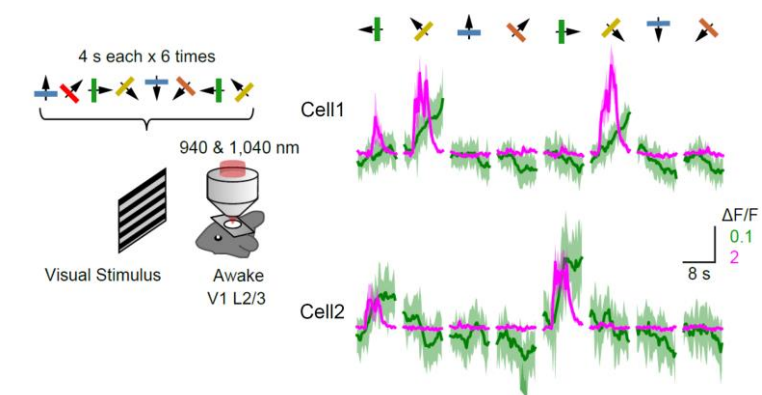 4 s each x 6 times
940 & 1,040 nm
Visual Stimulus
Awake
V1 L2/3
Cell1
Cell2
ΔF/F
0.1
2
8 s